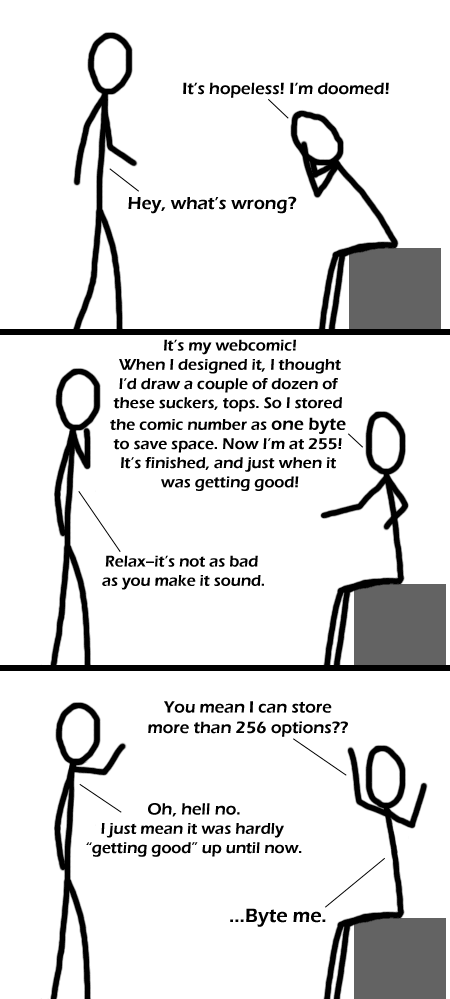 It's hopeless! I'm doomed!
Hey, what's wrong?
It's my webcomic!
When I designed it, I thought
I'd draw a couple of dozen of
these suckers, tops. So I stored
the comic number as one byte
to save space. Now I'm at 255!
It's finished, and just when it
was getting good!
Relax–it's not as bad
as you make it sound.
You mean I can store
more than 256 options??
Oh, hell no.
I just mean it was hardly
“getting good” up until now.
...Byte me.